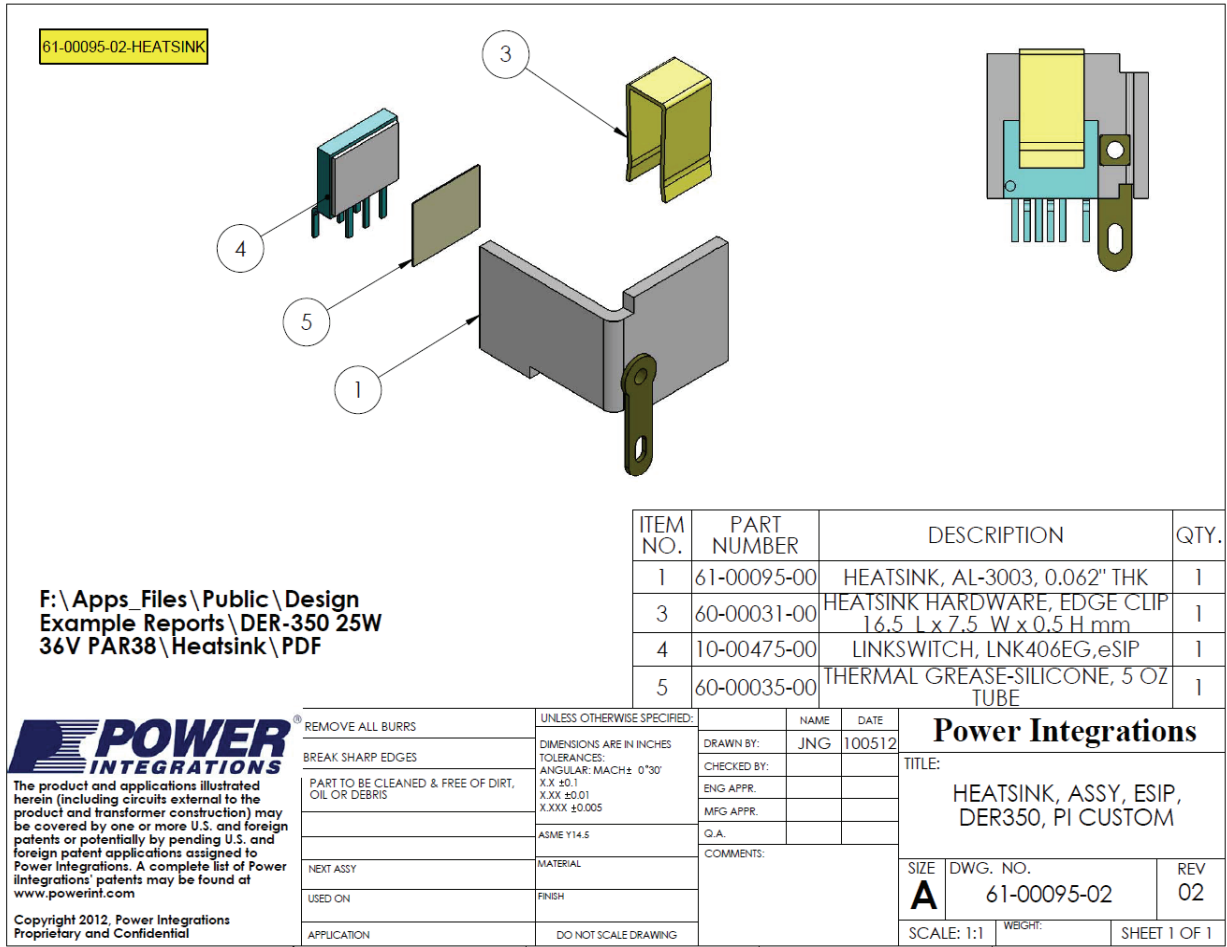 61-00095-02-HEATSINK
3
4
5
1
ITEM NO. PART NUMBER DESCRIPTION QTY.
1 61-00095-00 HEATSINK, AL-3003, 0.062" THK 1
3 60-00031-00 HEATSINK HARDWARE, EDGE CLIP 16.5 L x 7.5 W x 0.5 H mm 1
4 10-00475-00 LINKSWITCH, LNK406EG,eSIP 1
5 60-00035-00 THERMAL GREASE-SILICONE, 5 OZ TUBE 1
F:\Apps_Files\Public\Design
Example Reports\DER-350 25W
36V PAR38\Heatsink\PDF
POWER
INTEGRATIONS
®
The product and applications illustrated
herein (including circuits external to the
product and transformer construction) may
be covered by one or more U.S. and foreign
patents or potentially by pending U.S. and
foreign patent applications assigned to
Power Integrations. A complete list of Power
iIntegrations' patents may be found at
www.powerint.com
Copyright 2012, Power Integrations
Proprietary and Confidential
REMOVE ALL BURRS
BREAK SHARP EDGES
PART TO BE CLEANED & FREE OF DIRT,
OIL OR DEBRIS
NEXT ASSY
USED ON
APPLICATION
UNLESS OTHERWISE SPECIFIED:
DIMENSIONS ARE IN INCHES
TOLERANCES:
ANGULAR: MACH± 0°30'
X.X ±0.1
X.XX ±0.01
X.XXX ±0.005
ASME Y14.5
MATERIAL
FINISH
DO NOT SCALE DRAWING
NAME DATE
DRAWN BY: JNG 100512
CHECKED BY:
ENG APPR.
MFG APPR.
Q.A.
COMMENTS:
Power Integrations
TITLE:
HEATSINK, ASSY, ESIP,
DER350, PI CUSTOM
SIZE DWG. NO. REV
A 61-00095-02 02
SCALE: 1:1 WEIGHT: SHEET 1 OF 1